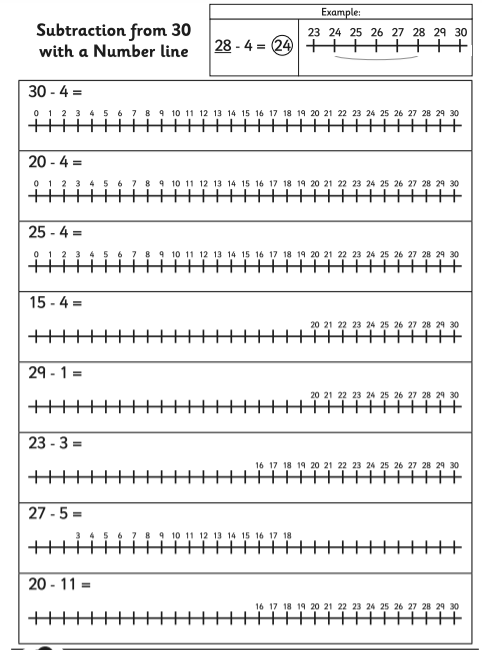 Subtraction from 30
with a Number line
Example:
28 - 4 = 24
23 24 25 26 27 28 29 30
30 - 4 =
0 1 2 3 4 5 6 7 8 9 10 11 12 13 14 15 16 17 18 19 20 21 22 23 24 25 26 27 28 29 30
20 - 4 =
0 1 2 3 4 5 6 7 8 9 10 11 12 13 14 15 16 17 18 19 20 21 22 23 24 25 26 27 28 29 30
25 - 4 =
0 1 2 3 4 5 6 7 8 9 10 11 12 13 14 15 16 17 18 19 20 21 22 23 24 25 26 27 28 29 30
15 - 4 =
20 21 22 23 24 25 26 27 28 29 30
29 - 1 =
20 21 22 23 24 25 26 27 28 29 30
23 - 3 =
16 17 18 19 20 21 22 23 24 25 26 27 28 29 30
27 - 5 =
3 4 5 6 7 8 9 10 11 12 13 14 15 16 17 18
20 - 11 =
16 17 18 19 20 21 22 23 24 25 26 27 28 29 30